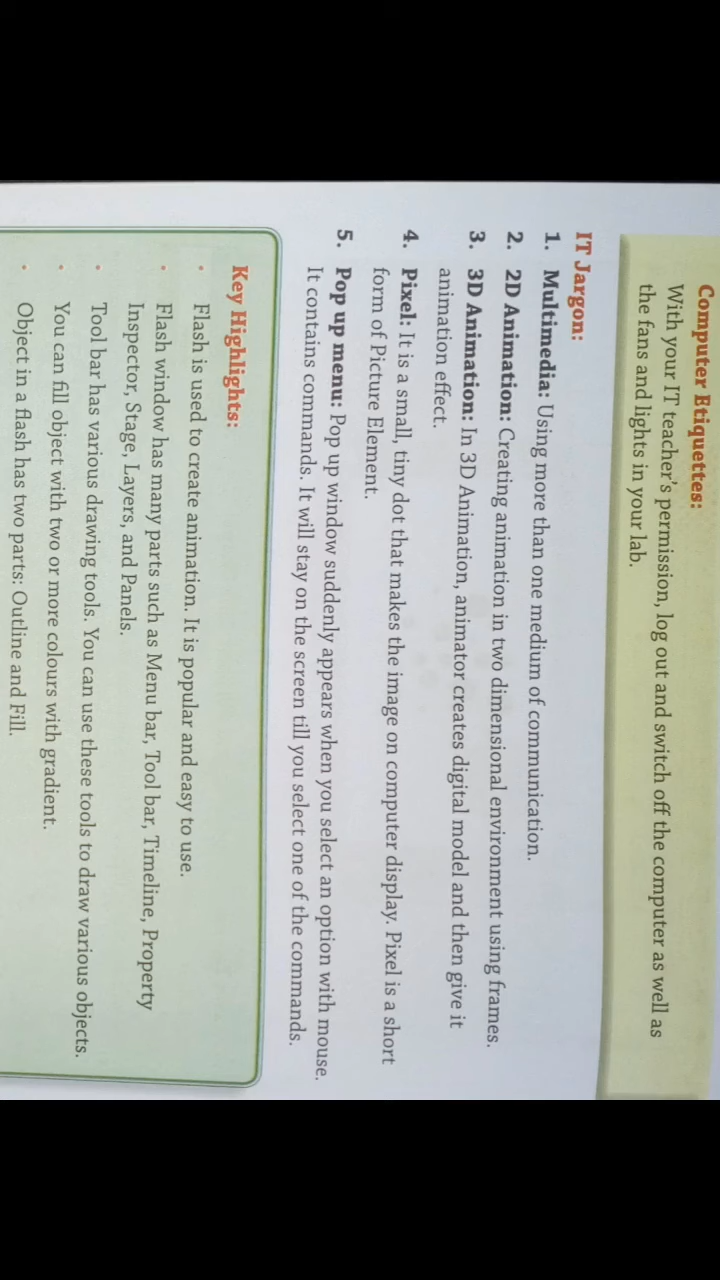 Computer Etiquettes:
With your IT teacher's permission, log out and switch off the computer as well as
the fans and lights in your lab.
IT Jargon:
1. Multimedia: Using more than one medium of communication.
2. 2D Animation: Creating animation in two dimensional environment using frames.
3. 3D Animation: In 3D Animation, animator creates digital model and then give it
animation effect.
4. Pixel: It is a small, tiny dot that makes the image on computer display. Pixel is a short
form of Picture Element.
5. Pop up menu: Pop up window suddenly appears when you select an option with mouse.
It contains commands. It will stay on the screen till you select one of the commands.
Key Highlights:
• Flash is used to create animation. It is popular and easy to use.
• Flash window has many parts such as Menu bar, Tool bar, Timeline, Property
Inspector, Stage, Layers, and Panels.
• Tool bar has various drawing tools. You can use these tools to draw various objects.
• You can fill object with two or more colours with gradient.
• Object in a flash has two parts: Outline and Fill.